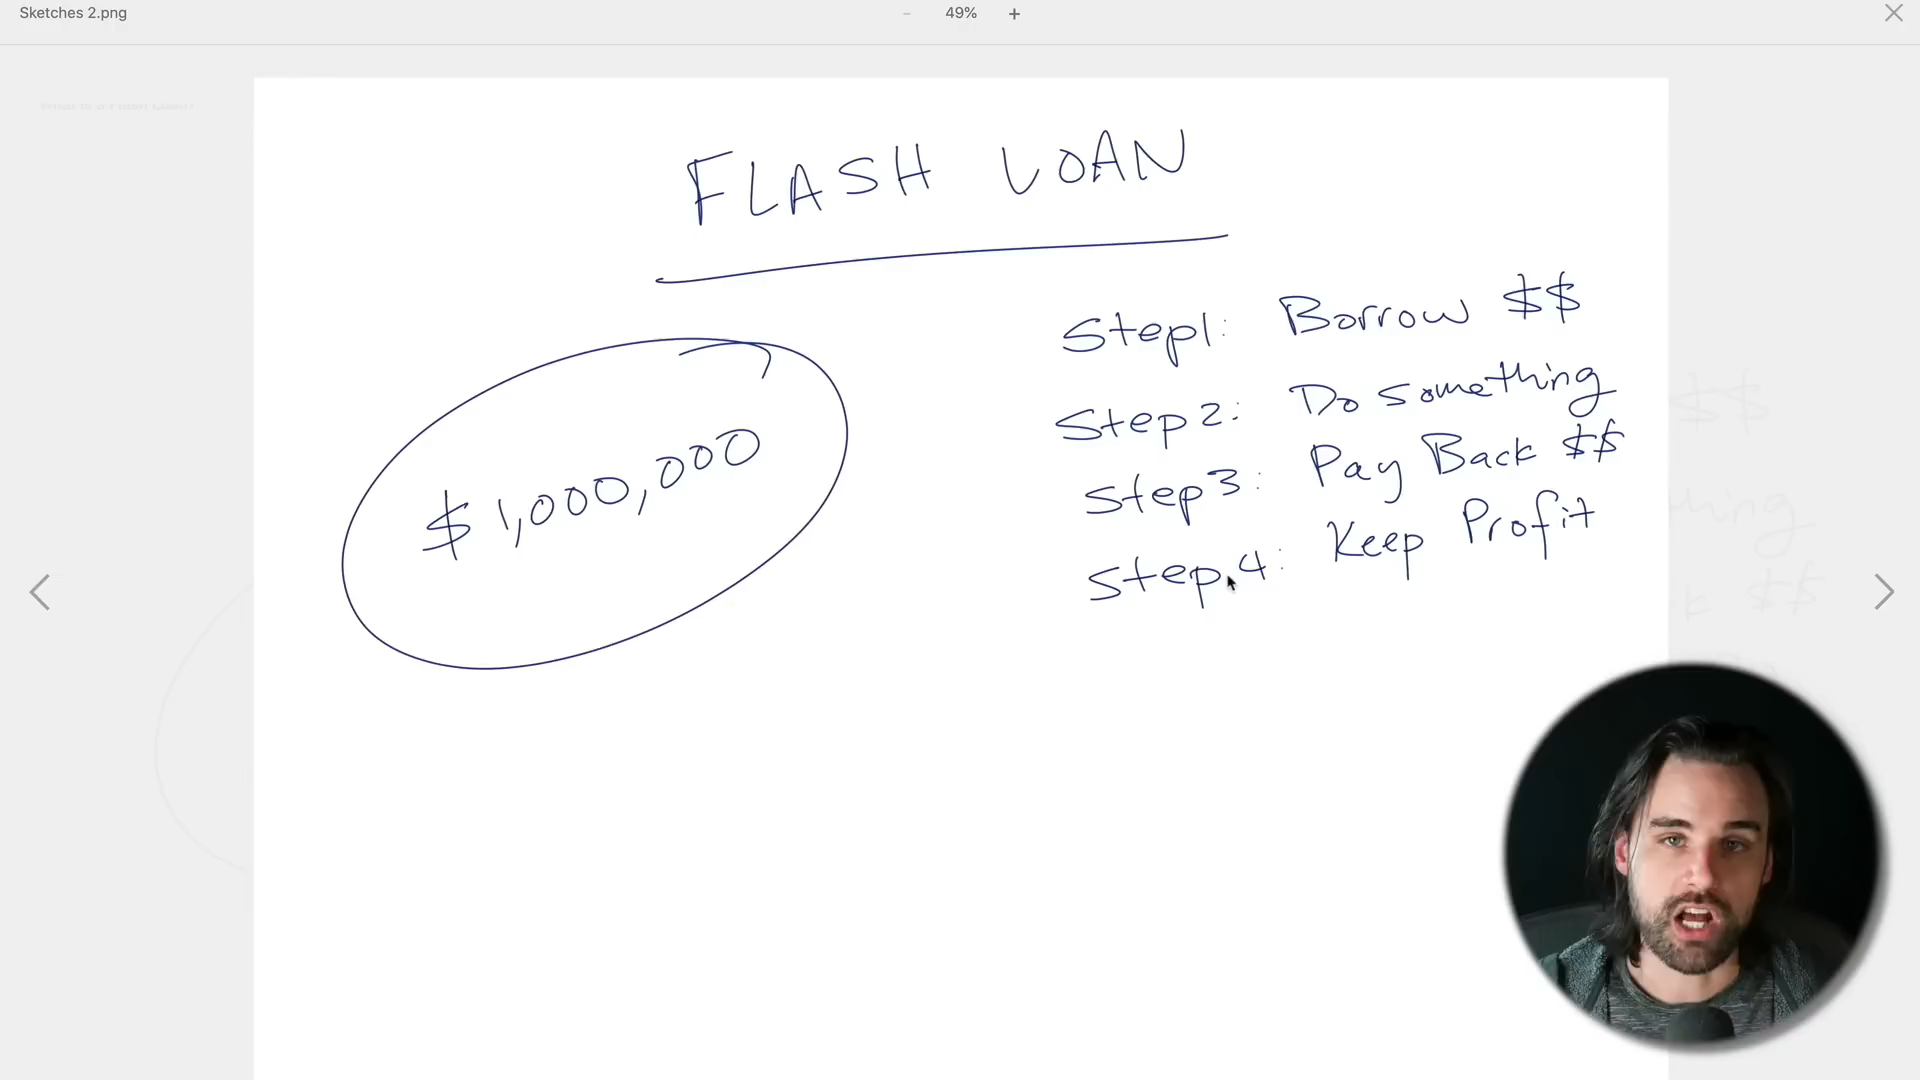 Sketches 2.png
− 49% +
FLASH LOAN
$1,000,000
Step1: Borrow $$
Step2: Do something
Step3: Pay Back $$
Step4: Keep Profit
$$
hing
k $$